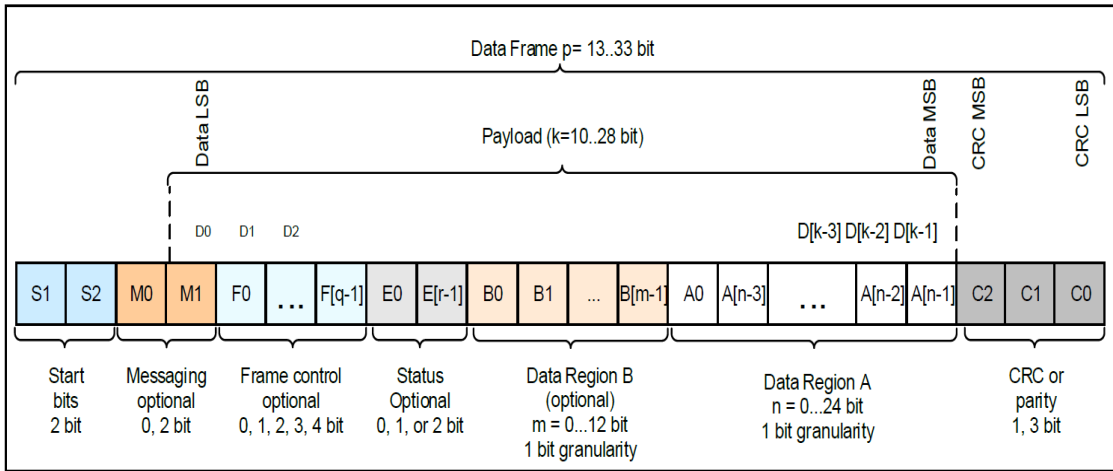 Data Frame p= 13..33 bit
Data LSB
Payload (k=10..28 bit)
Data MSB
CRC MSB
CRC LSB
D0 D1 D2
D[k-3] D[k-2] D[k-1]
S1 S2 M0 M1 F0 ... F[q-1] E0 E[r-1] B0 B1 ... B[m-1] A0 A[n-3] ... A[n-2] A[n-1] C2 C1 C0
Start
bits
2 bit
Messaging
optional
0, 2 bit
Frame control
optional
0, 1, 2, 3, 4 bit
Status
Optional
0, 1, or 2 bit
Data Region B
(optional)
m = 0...12 bit
1 bit granularity
Data Region A
n = 0...24 bit
1 bit granularity
CRC or
parity
1, 3 bit